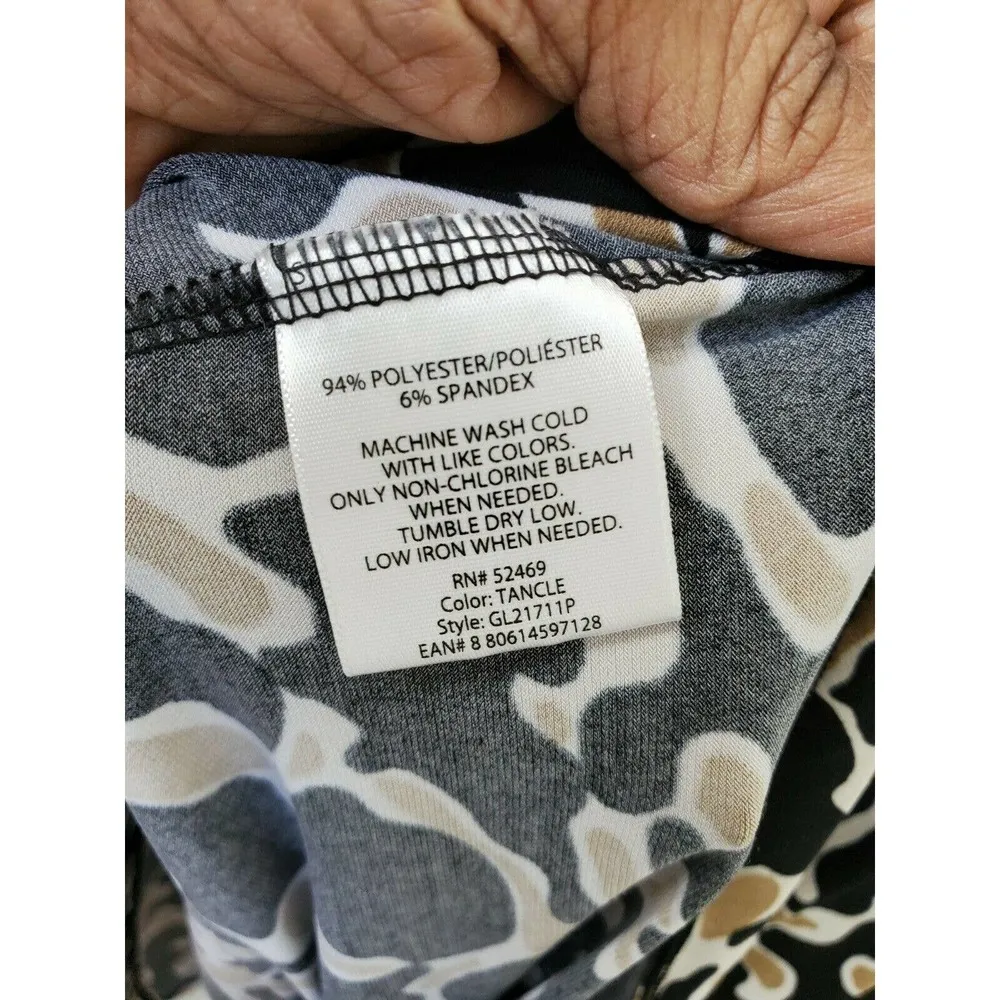 S
94% POLYESTER/POLIÉSTER
6% SPANDEX
MACHINE WASH COLD
WITH LIKE COLORS.
ONLY NON-CHLORINE BLEACH
WHEN NEEDED.
TUMBLE DRY LOW.
LOW IRON WHEN NEEDED.
RN# 52469
Color: TANCLE
Style: GL21711P
EAN# 8 80614597128